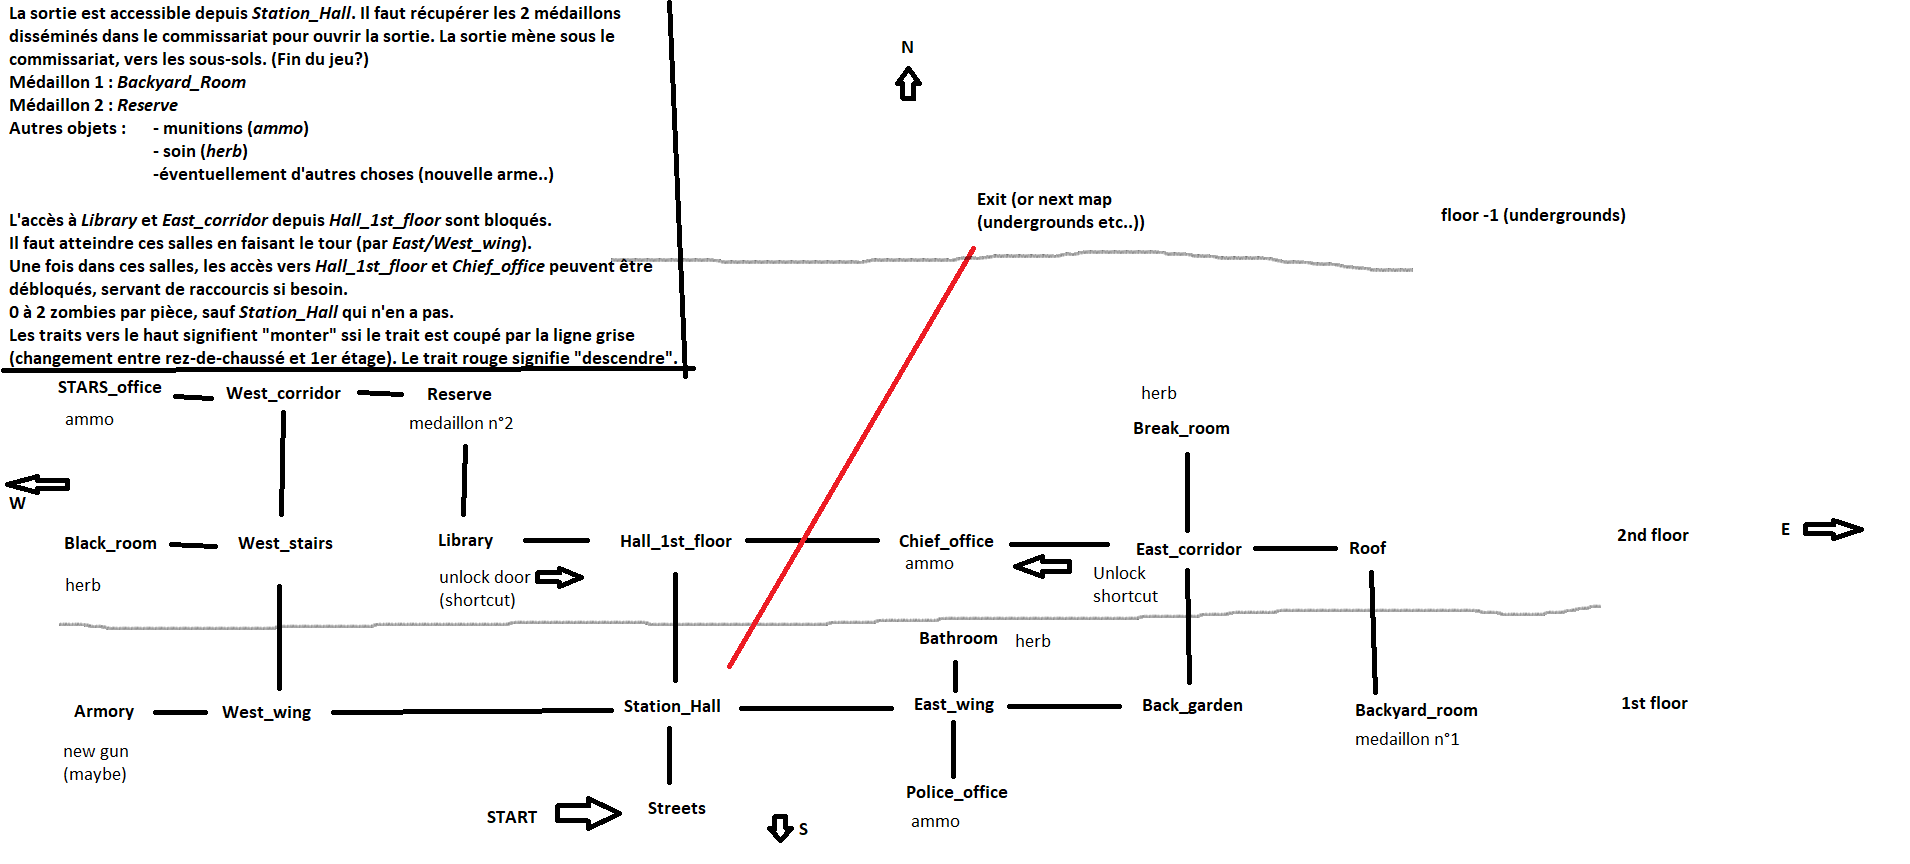 La sortie est accessible depuis Station_Hall. Il faut récupérer les 2 médaillons
disséminés dans le commissariat pour ouvrir la sortie. La sortie mène sous le
commissariat, vers les sous-sols. (Fin du jeu?)
Médaillon 1 : Backyard_Room
Médaillon 2 : Reserve
Autres objets : - munitions (ammo)
- soin (herb)
-éventuellement d'autres choses (nouvelle arme..)
L'accès à Library et East_corridor depuis Hall_1st_floor sont bloqués.
Il faut atteindre ces salles en faisant le tour (par East/West_wing).
Une fois dans ces salles, les accès vers Hall_1st_floor et Chief_office peuvent être
débloqués, servant de raccourcis si besoin.
0 à 2 zombies par pièce, sauf Station_Hall qui n'en a pas.
Les traits vers le haut signifient "monter" ssi le trait est coupé par la ligne grise
(changement entre rez-de-chaussé et 1er étage). Le trait rouge signifie "descendre".
N
Exit (or next map
(undergrounds etc..))
floor -1 (undergrounds)
STARS_office
West_corridor
Reserve
ammo
medaillon n°2
herb
Break_room
W
Black_room
West_stairs
Library
Hall_1st_floor
Chief_office
East_corridor
Roof
2nd floor
E
herb
unlock door
(shortcut)
ammo
Unlock
shortcut
Bathroom
herb
Armory
West_wing
Station_Hall
East_wing
Back_garden
Backyard_room
1st floor
new gun
(maybe)
medaillon n°1
START
Streets
S
Police_office
ammo